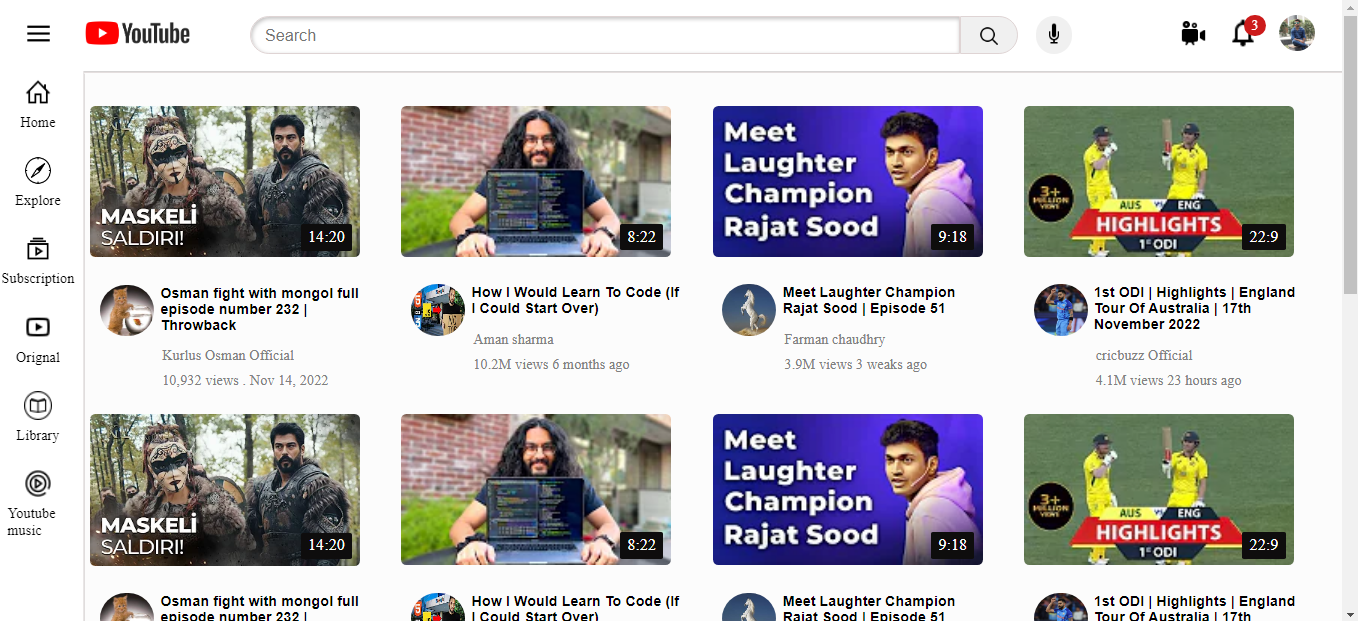 YouTube
Search
3
Home
Explore
Subscription
Orignal
Library
Youtube
music
MASKELİ
SALDIRI!
14:20
8:22
Meet
Laughter
Champion
Rajat Sood
9:18
3+
MILLION
VIEWS
AUS VS ENG
HIGHLIGHTS
1st ODI
22:9
Osman fight with mongol full
episode number 232 |
Throwback
Kurlus Osman Official
10,932 views . Nov 14, 2022
How I Would Learn To Code (If
I Could Start Over)
Aman sharma
10.2M views 6 months ago
Meet Laughter Champion
Rajat Sood | Episode 51
Farman chaudhry
3.9M views 3 weaks ago
1st ODI | Highlights | England
Tour Of Australia | 17th
November 2022
cricbuzz Official
4.1M views 23 hours ago
MASKELİ
SALDIRI!
14:20
8:22
Meet
Laughter
Champion
Rajat Sood
9:18
3+
MILLION
VIEWS
AUS VS ENG
HIGHLIGHTS
1st ODI
22:9
Osman fight with mongol full
episode number 232 |
How I Would Learn To Code (If
I Could Start Over)
Meet Laughter Champion
Rajat Sood | Episode 51
1st ODI | Highlights | England
Tour Of Australia | 17th